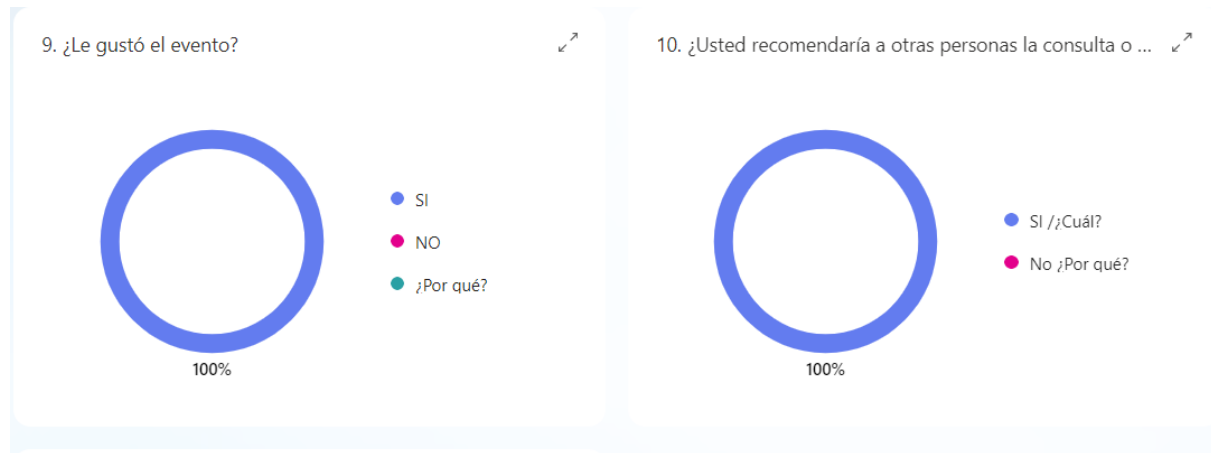 9. ¿Le gustó el evento?
SI
NO
¿Por qué?
100%
10. ¿Usted recomendaría a otras personas la consulta o ...
SI /¿Cuál?
No ¿Por qué?
100%